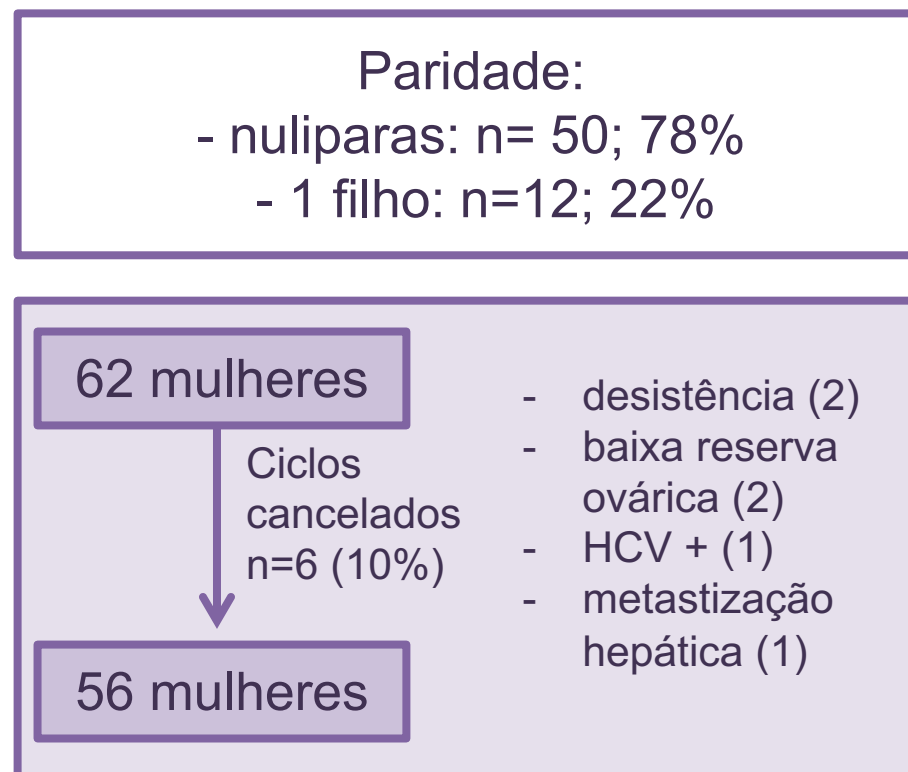 Paridade:
- nuliparas: n= 50; 78%
- 1 filho: n=12; 22%
62 mulheres
Ciclos
cancelados
n=6 (10%)
56 mulheres
- desistência (2)
- baixa reserva
ovárica (2)
- HCV + (1)
- metastização
hepática (1)